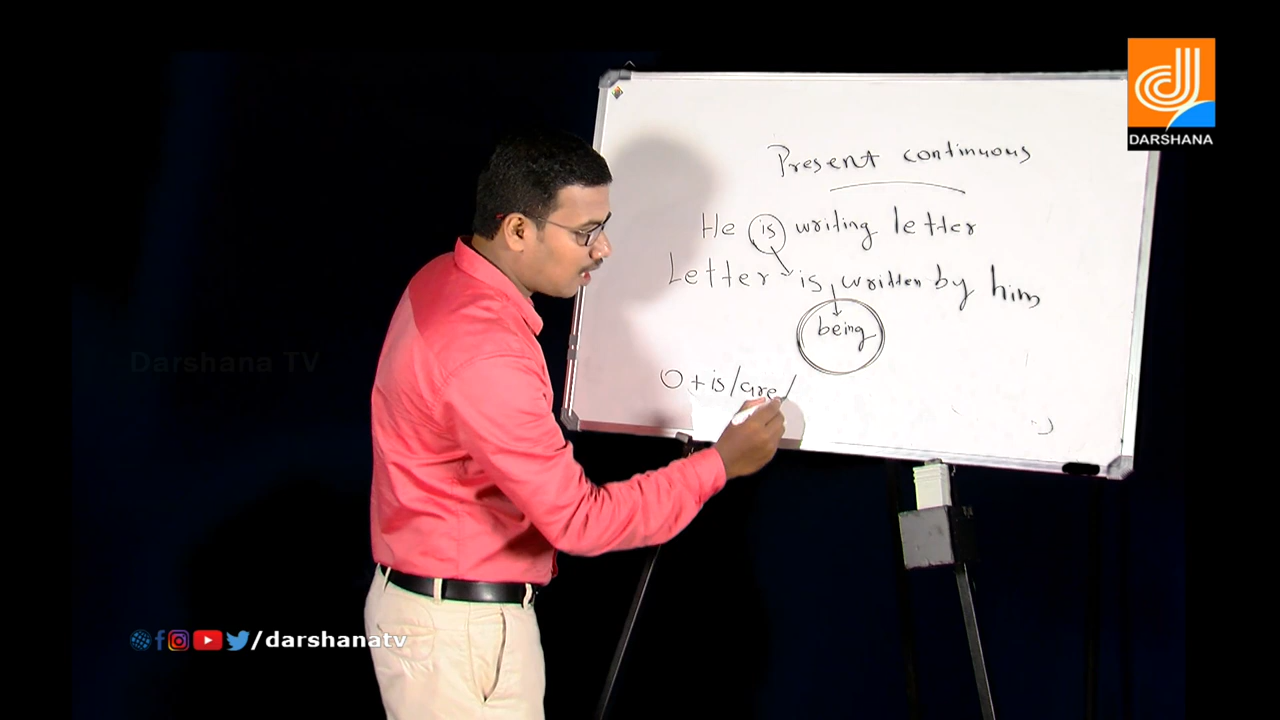 DARSHANA
Present continuous
He is writing letter
Letter is written by him
being
O + is/are/
Darshana TV
/darshanatv